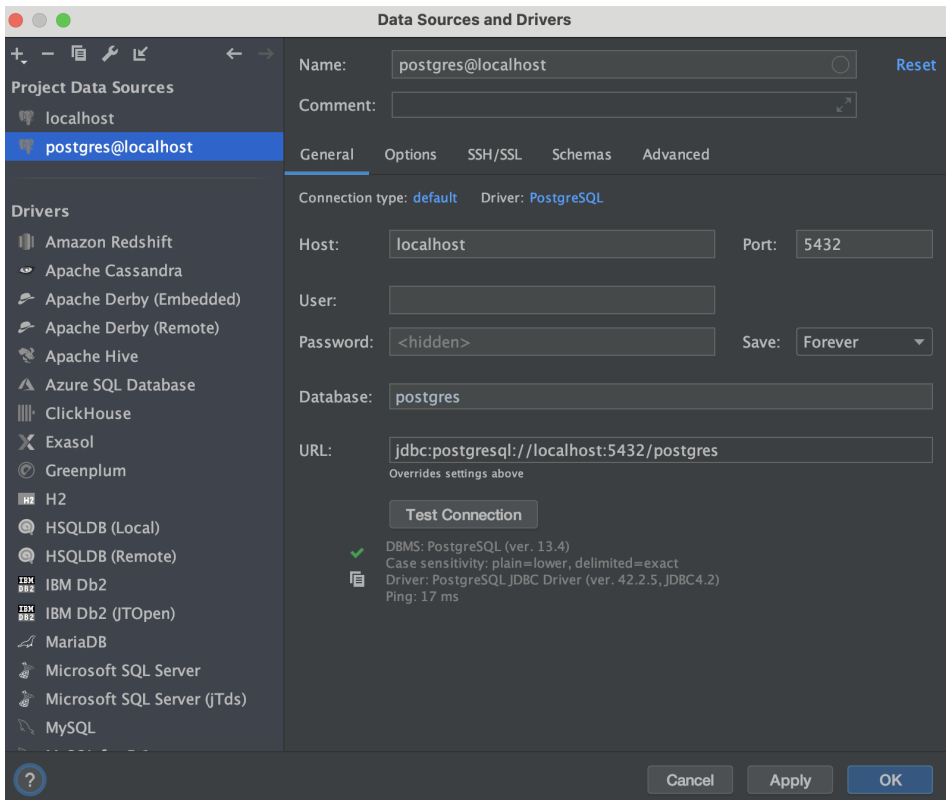 Data Sources and Drivers
Project Data Sources
localhost
postgres@localhost
Drivers
Amazon Redshift
Apache Cassandra
Apache Derby (Embedded)
Apache Derby (Remote)
Apache Hive
Azure SQL Database
ClickHouse
Exasol
Greenplum
H2 H2
HSQLDB (Local)
HSQLDB (Remote)
IBM DB2 IBM Db2
IBM DB2 IBM Db2 (JTOpen)
MariaDB
Microsoft SQL Server
Microsoft SQL Server (jTds)
MySQL
?
Name: postgres@localhost Reset
Comment:
General Options SSH/SSL Schemas Advanced
Connection type: default Driver: PostgreSQL
Host: localhost Port: 5432
User:
Password: <hidden> Save: Forever
Database: postgres
URL: jdbc:postgresql://localhost:5432/postgres
Overrides settings above
Test Connection
DBMS: PostgreSQL (ver. 13.4)
Case sensitivity: plain=lower, delimited=exact
Driver: PostgreSQL JDBC Driver (ver. 42.2.5, JDBC4.2)
Ping: 17 ms
Cancel Apply OK